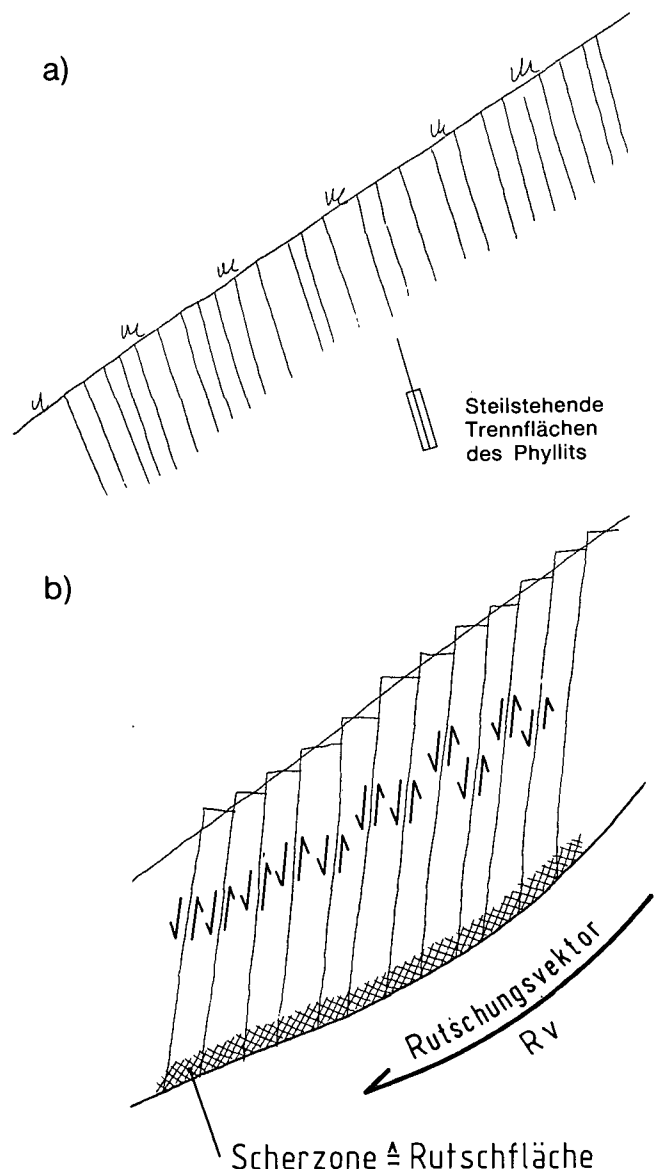 a)
Steilstehende
Trennflächen
des Phyllits
b)
Rutschungsvektor
Rv
Scherzone ≙ Rutschfläche